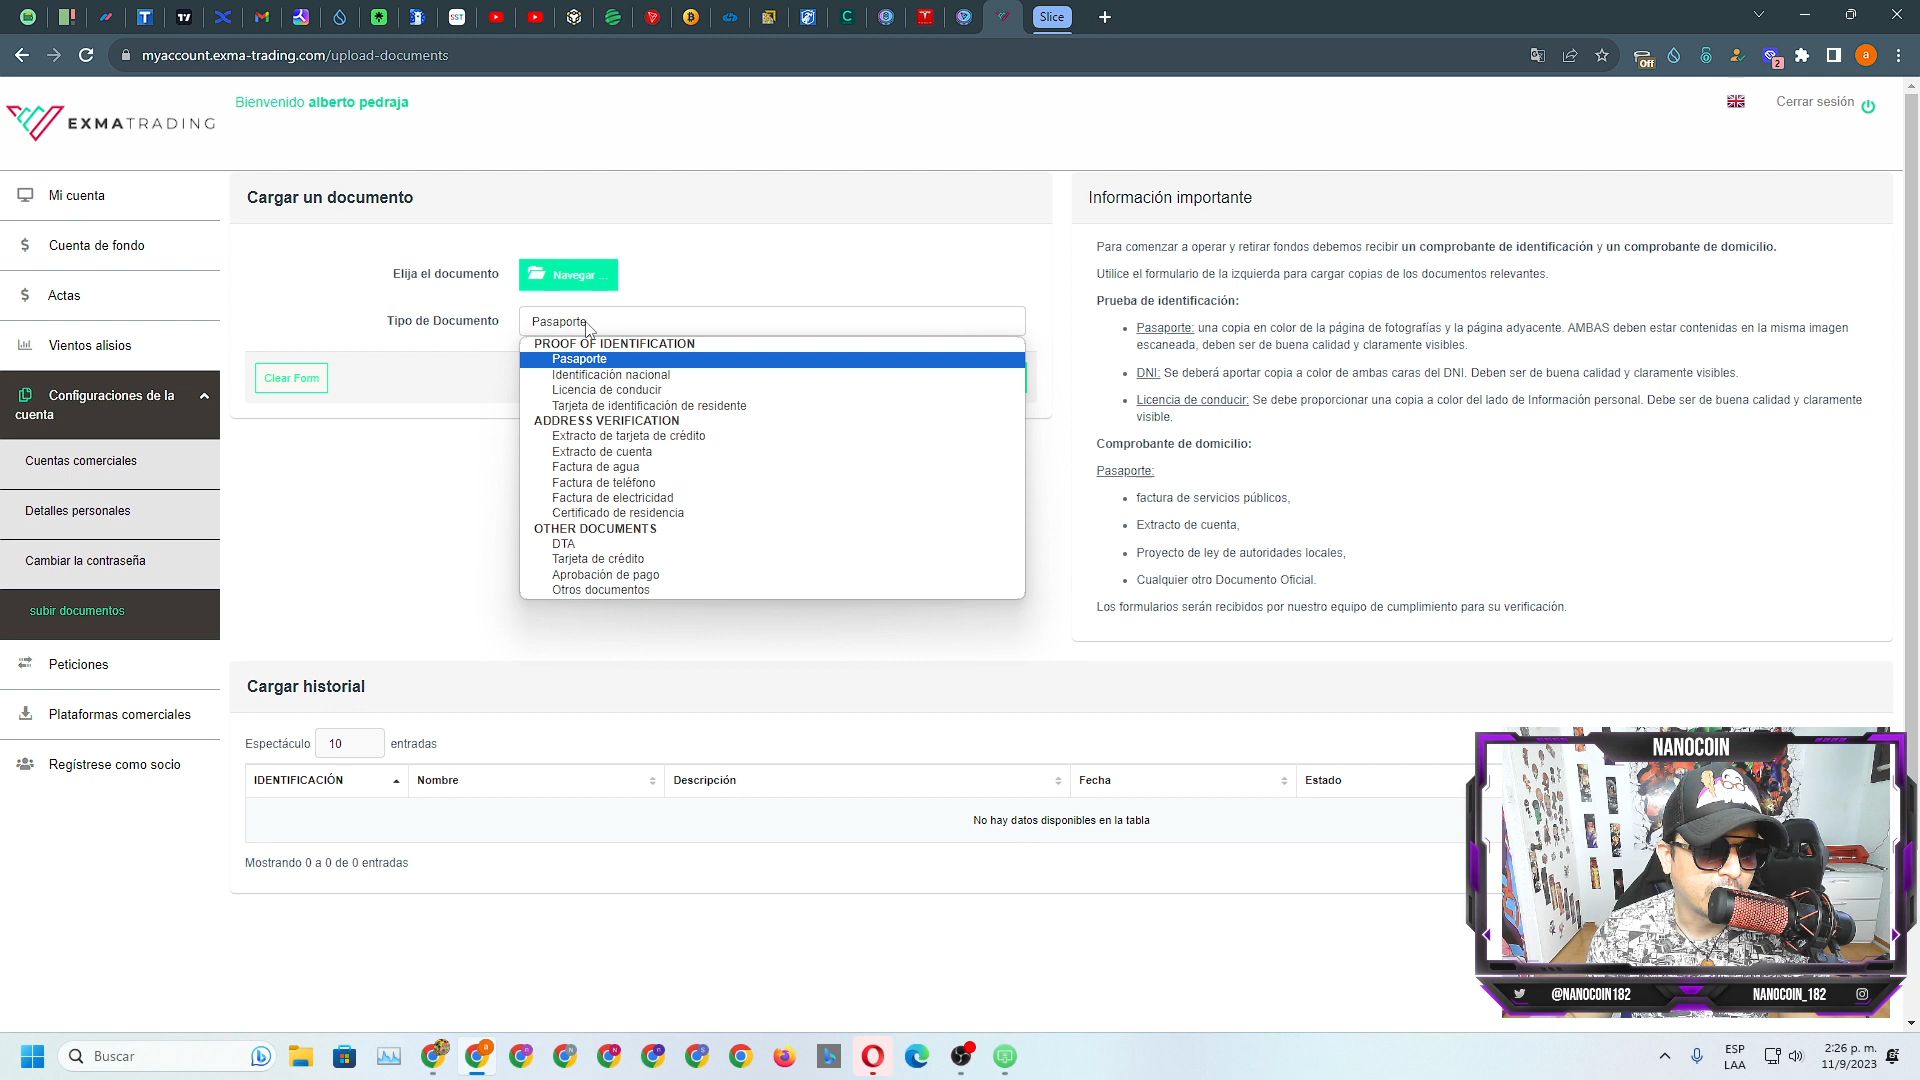 Slice
myaccount.exma-trading.com/upload-documents
Off
2
a
EXMATRADING
Bienvenido alberto pedraja
Cerrar sesión
Mi cuenta
Cuenta de fondo
Actas
Vientos alisios
Configuraciones de la
cuenta
Cuentas comerciales
Detalles personales
Cambiar la contraseña
subir documentos
Peticiones
Plataformas comerciales
Regístrese como socio
Cargar un documento
Elija el documento
Navegar ...
Tipo de Documento
Pasaporte
Clear Form
PROOF OF IDENTIFICATION
Pasaporte
Identificación nacional
Licencia de conducir
Tarjeta de identificación de residente
ADDRESS VERIFICATION
Extracto de tarjeta de crédito
Extracto de cuenta
Factura de agua
Factura de teléfono
Factura de electricidad
Certificado de residencia
OTHER DOCUMENTS
DTA
Tarjeta de crédito
Aprobación de pago
Otros documentos
Información importante
Para comenzar a operar y retirar fondos debemos recibir un comprobante de identificación y un comprobante de domicilio.
Utilice el formulario de la izquierda para cargar copias de los documentos relevantes.
Prueba de identificación:
Pasaporte: una copia en color de la página de fotografías y la página adyacente. AMBAS deben estar contenidas en la misma imagen
escaneada, deben ser de buena calidad y claramente visibles.
DNI: Se deberá aportar copia a color de ambas caras del DNI. Deben ser de buena calidad y claramente visibles.
Licencia de conducir: Se debe proporcionar una copia a color del lado de Información personal. Debe ser de buena calidad y claramente
visible.
Comprobante de domicilio:
Pasaporte:
factura de servicios públicos,
Extracto de cuenta,
Proyecto de ley de autoridades locales,
Cualquier otro Documento Oficial.
Los formularios serán recibidos por nuestro equipo de cumplimiento para su verificación.
Cargar historial
Espectáculo 10 entradas
IDENTIFICACIÓN Nombre Descripción Fecha Estado
No hay datos disponibles en la tabla
Mostrando 0 a 0 de 0 entradas
NANOCOIN
@NANOCOIN182 NANOCOIN_182
Buscar
ESP
LAA
2:26 p. m.
11/9/2023